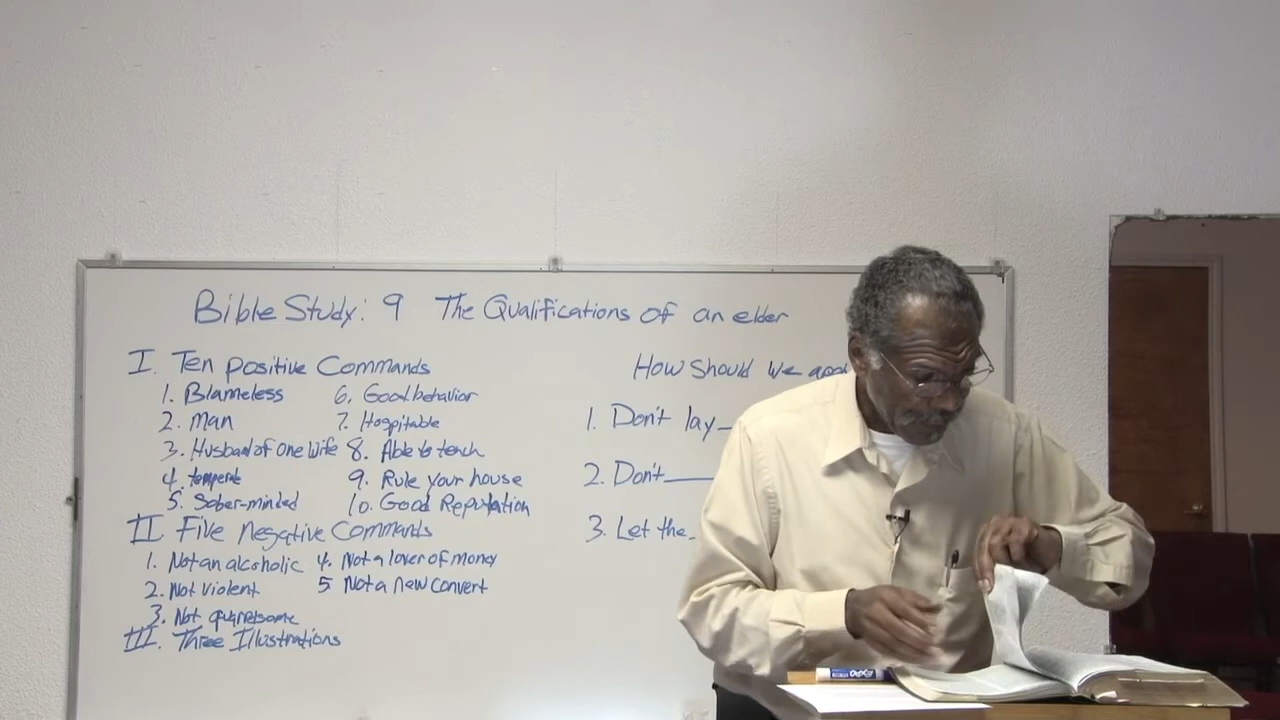 Bible Study: 9 The Qualifications of an elder
I. Ten positive Commands
1. Blameless
2. Man
3. Husband of One Wife
4. temperate
5. Sober-minded
6. Good behavior
7. Hospitable
8. Able to teach
9. Rule your house
10. Good Reputation
II. Five Negative Commands
1. Not an alcoholic
2. Not violent
3. Not quarrelsome
4. Not a lover of money
5 Not a new convert
III. Three Illustrations
How Should We
1. Don't lay
2. Don't
3. Let the
EXPO